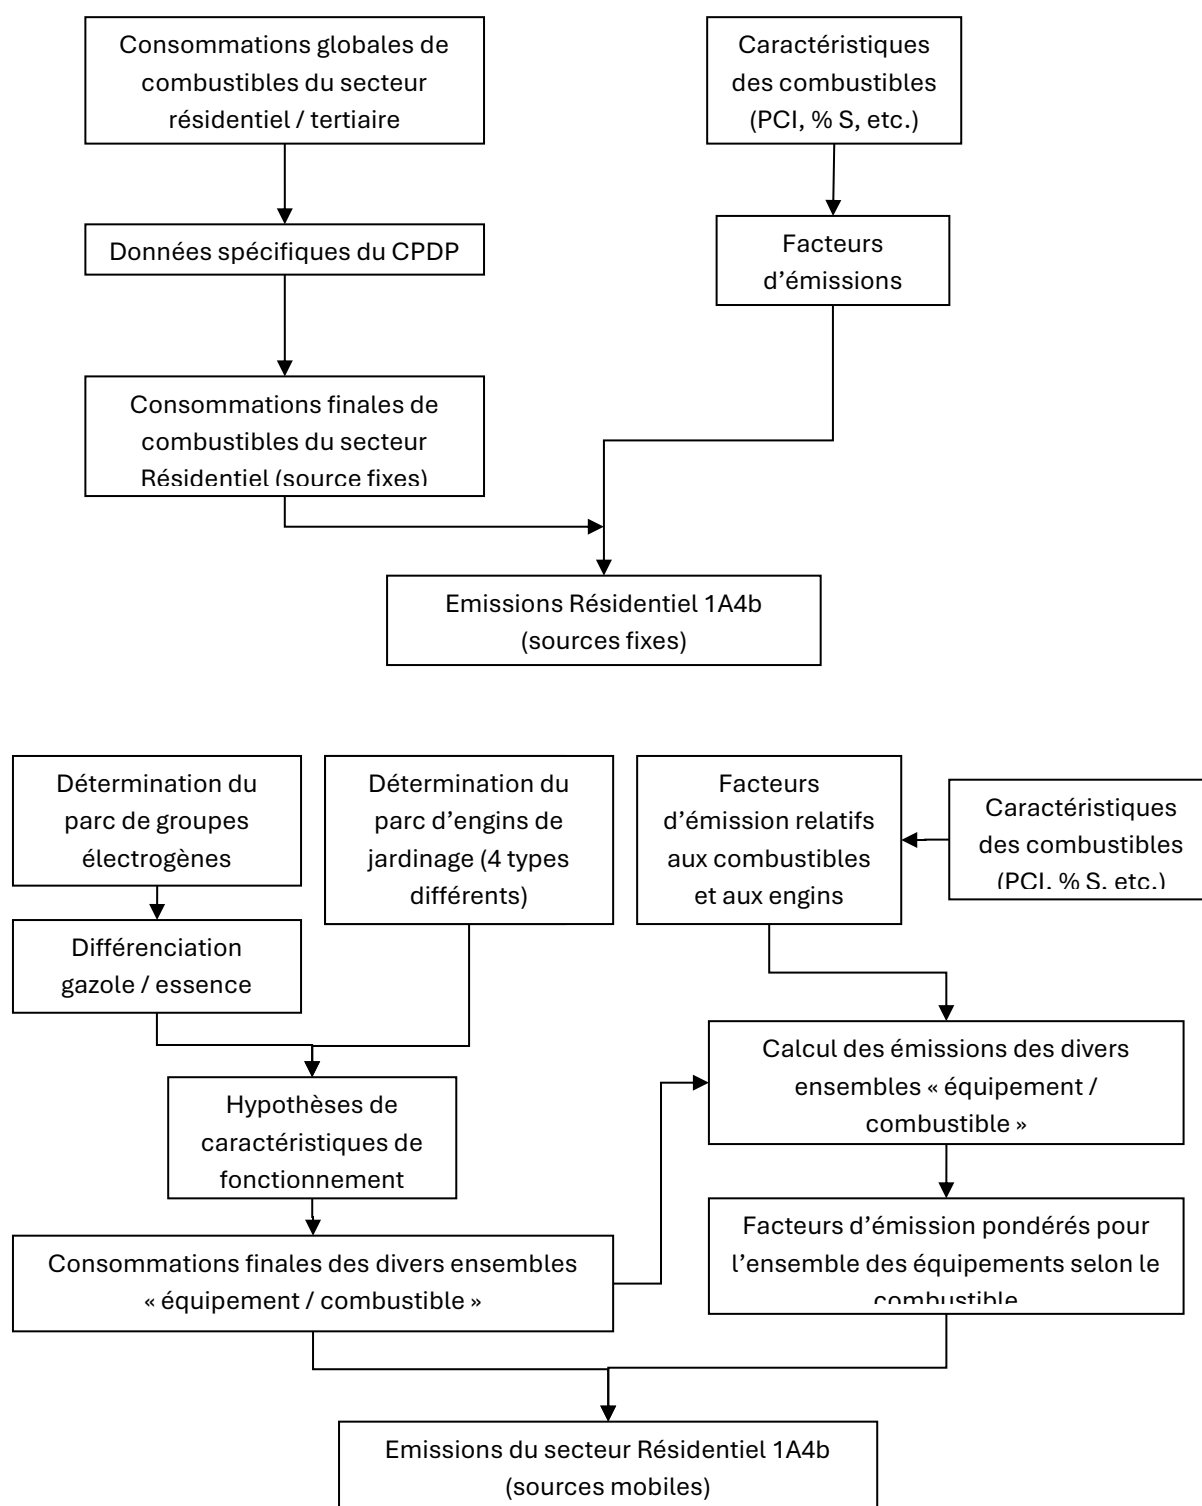 Consommations globales de
combustibles du secteur
résidentiel / tertiaire
Caractéristiques
des combustibles
(PCI, % S, etc.)
Données spécifiques du CPDP
Facteurs
d’émissions
Consommations finales de
combustibles du secteur
Résidentiel (source fixes)
Emissions Résidentiel 1A4b
(sources fixes)
Détermination du
parc de groupes
électrogènes
Détermination du
parc d’engins de
jardinage (4 types
différents)
Facteurs
d’émission relatifs
aux combustibles
et aux engins
Caractéristiques
des combustibles
(PCI, % S, etc.)
Différenciation
gazole / essence
Hypothèses de
caractéristiques de
fonctionnement
Calcul des émissions des divers
ensembles « équipement /
combustible »
Consommations finales des divers ensembles
« équipement / combustible »
Facteurs d’émission pondérés pour
l’ensemble des équipements selon le
combustible
Emissions du secteur Résidentiel 1A4b
(sources mobiles)